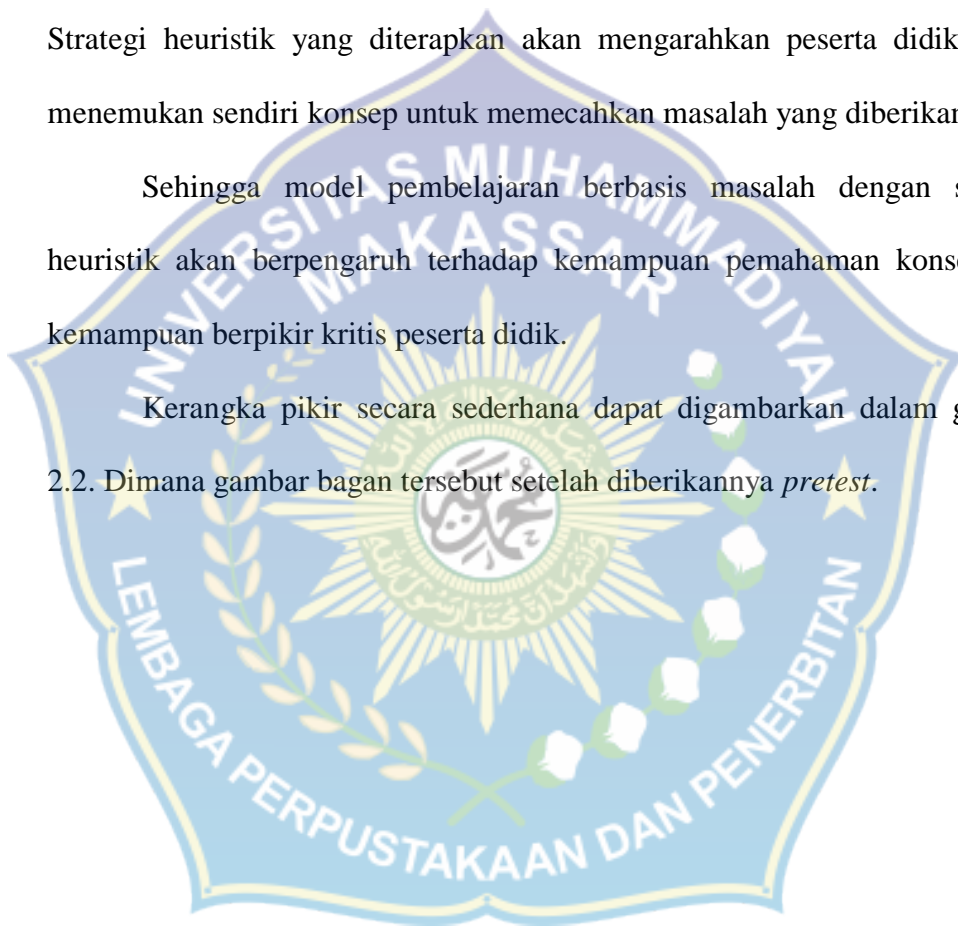 Strategi heuristik yang diterapkan akan mengarahkan peserta didik
menemukan sendiri konsep untuk memecahkan masalah yang diberikan
Sehingga model pembelajaran berbasis masalah dengan s
heuristik akan berpengaruh terhadap kemampuan pemahaman konse
kemampuan berpikir kritis peserta didik.
Kerangka pikir secara sederhana dapat digambarkan dalam g
2.2. Dimana gambar bagan tersebut setelah diberikannya pretest.
UNIVERSITAS MUHAMMADIYAH
MAKASSAR
LEMBAGA PERPUSTAKAAN DAN PENERBITAN